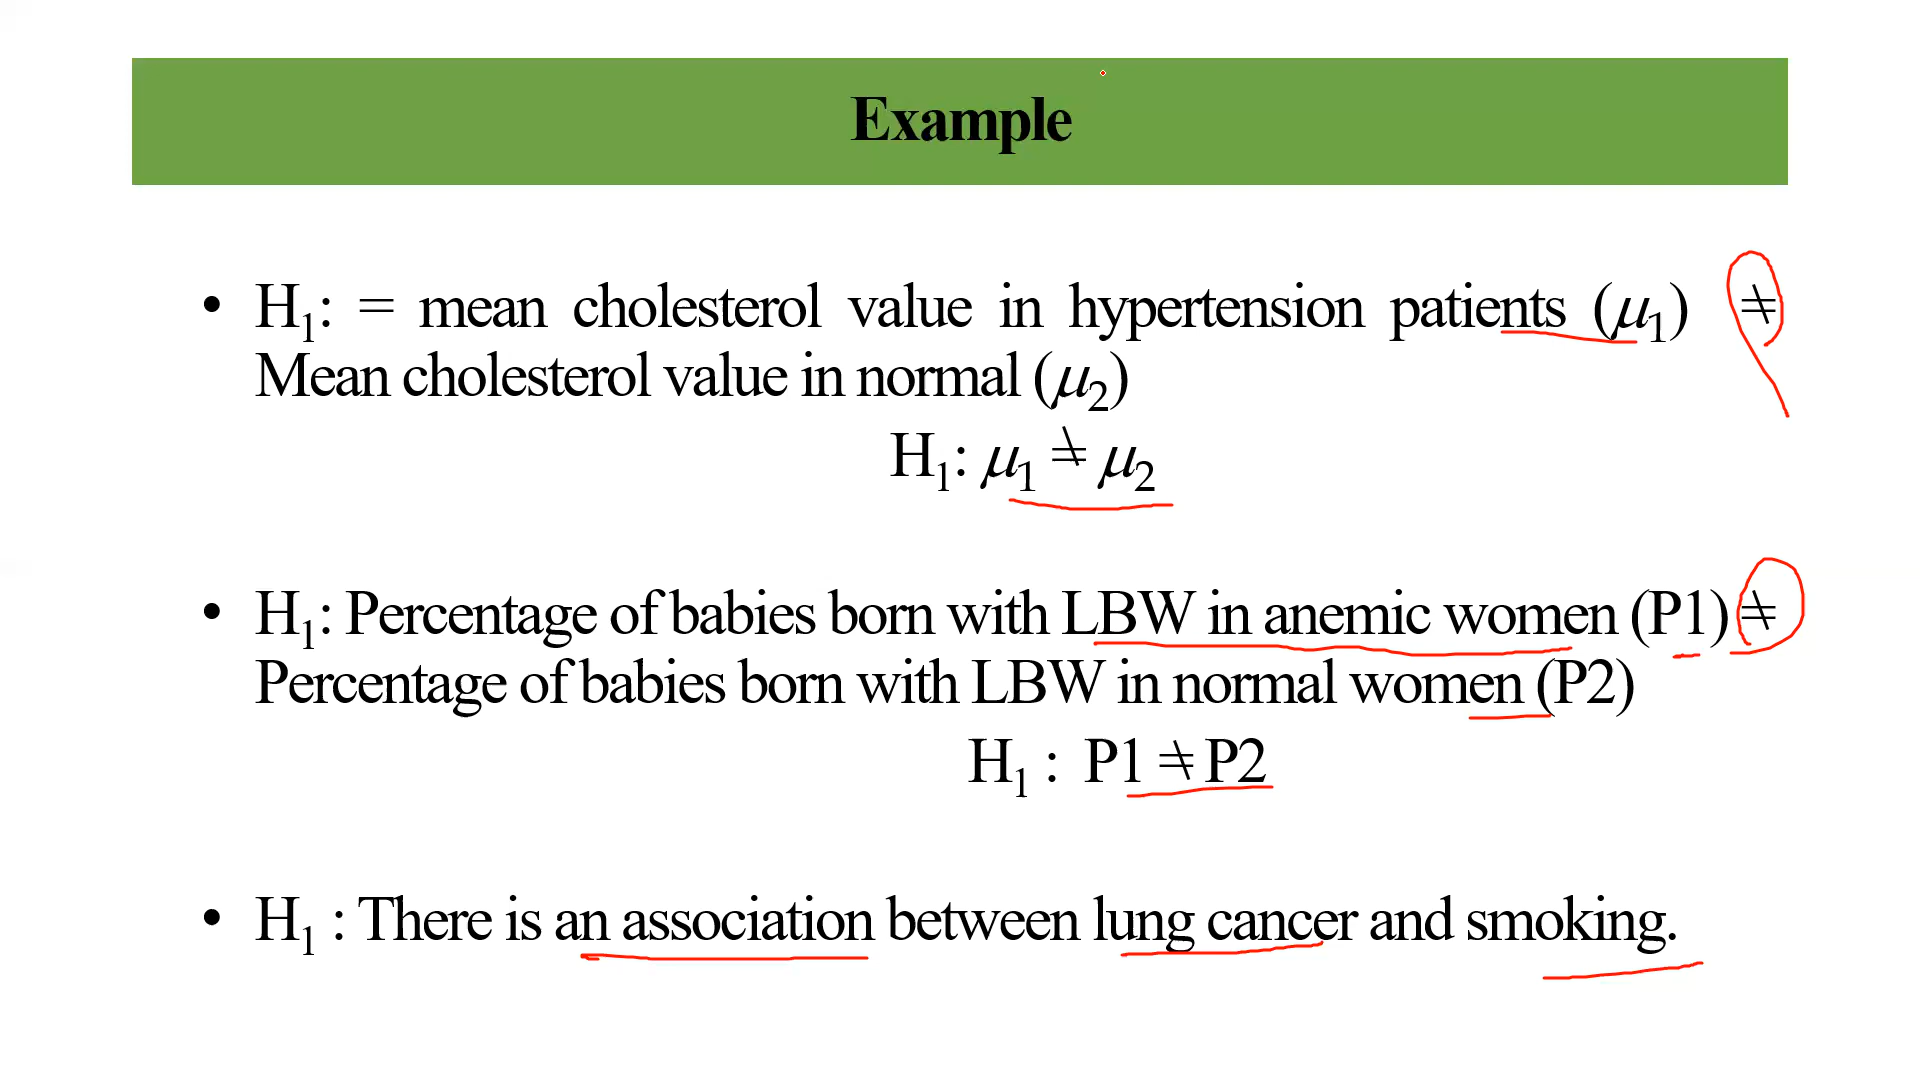 Example
• H₁: = mean cholesterol value in hypertension patients (μ₁) ≠
Mean cholesterol value in normal (μ₂)
H₁: μ₁ ≠ μ₂
• H₁: Percentage of babies born with LBW in anemic women (P1) ≠
Percentage of babies born with LBW in normal women (P2)
H₁ : P1 ≠ P2
• H₁ : There is an association between lung cancer and smoking.